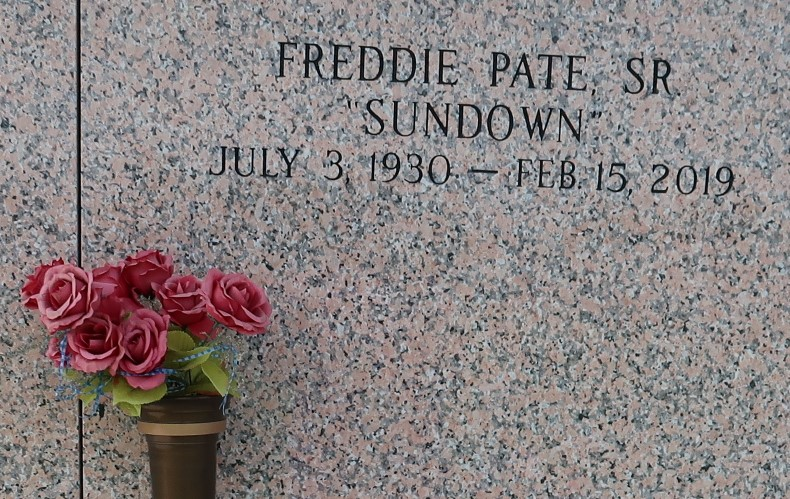 FREDDIE PATE, SR.
"SUNDOWN"
JULY 3, 1930 — FEB. 15, 2019